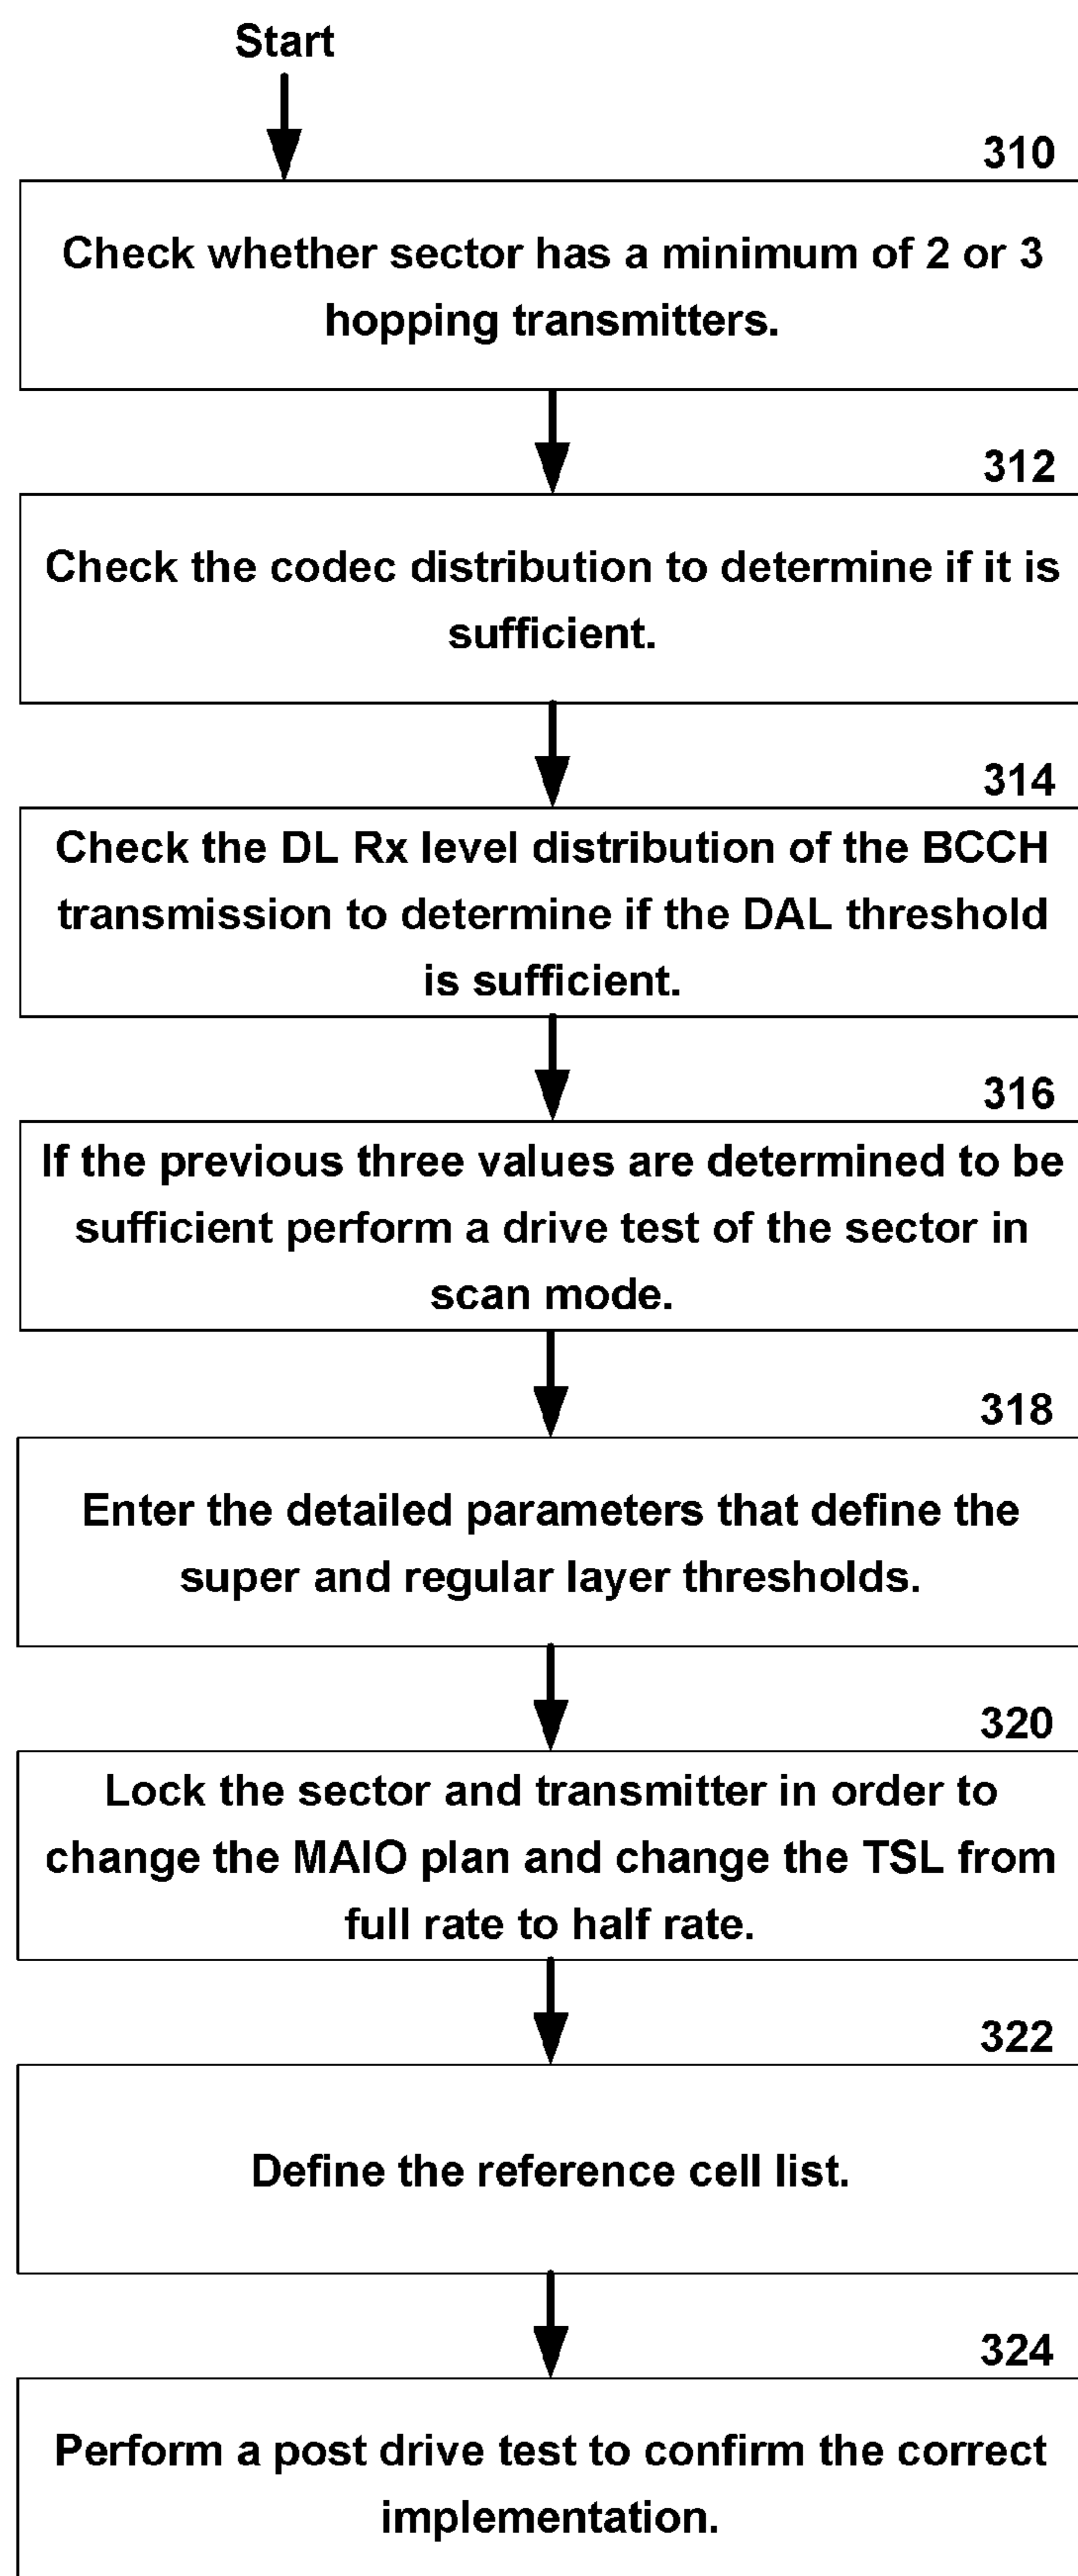 Start
310
Check whether sector has a minimum of 2 or 3
hopping transmitters.
312
Check the codec distribution to determine if it is
sufficient.
314
Check the DL Rx level distribution of the BCCH
transmission to determine if the DAL threshold
is sufficient.
316
If the previous three values are determined to be
sufficient perform a drive test of the sector in
scan mode.
318
Enter the detailed parameters that define the
super and regular layer thresholds.
320
Lock the sector and transmitter in order to
change the MAIO plan and change the TSL from
full rate to half rate.
322
Define the reference cell list.
324
Perform a post drive test to confirm the correct
implementation.